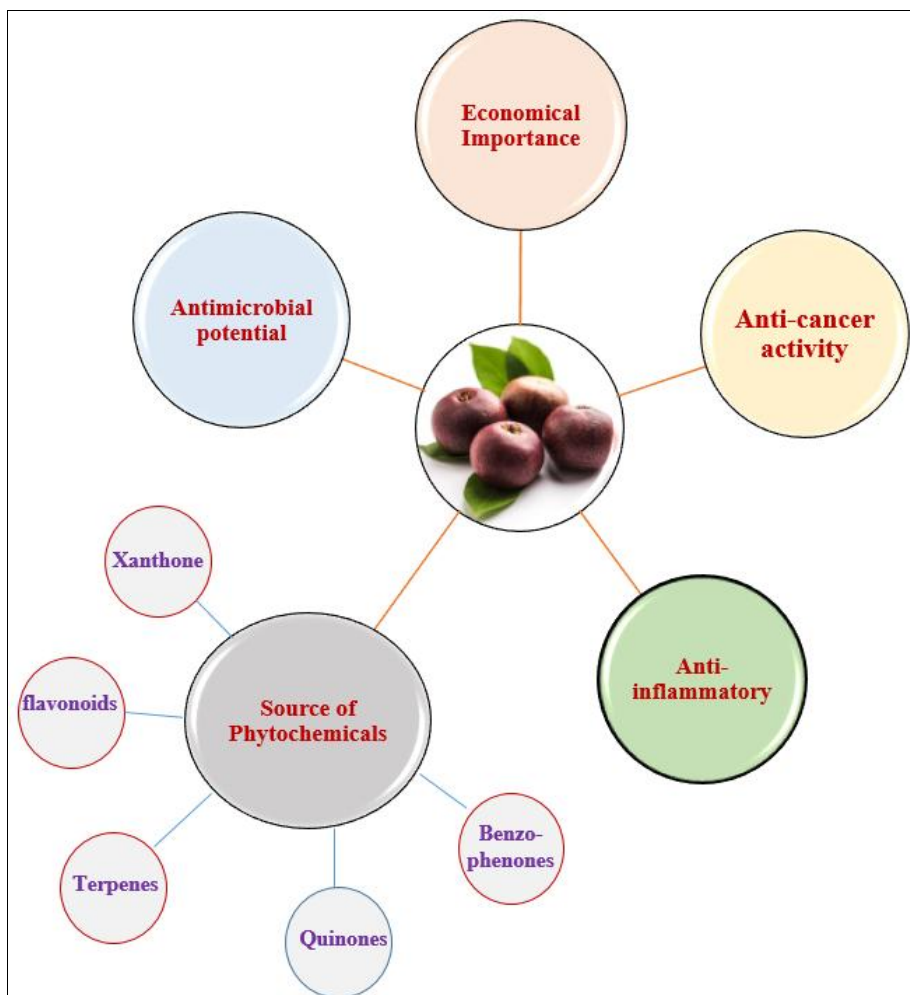 Economical
Importance
Antimicrobial
potential
Anti-cancer
activity
Xanthone
flavonoids
Source of
Phytochemicals
Anti-
inflammatory
Terpenes
Quinones
Benzo-
phenones